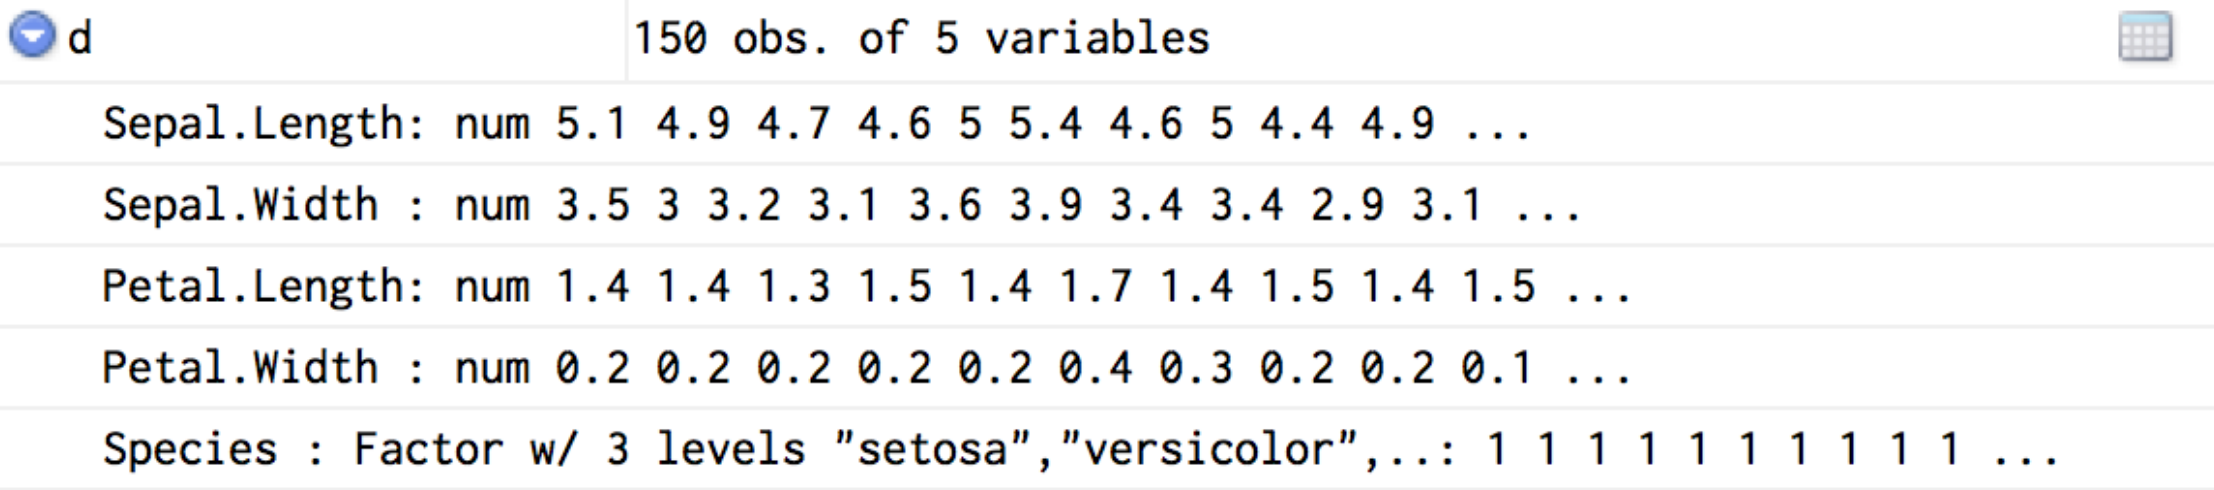 d 150 obs. of 5 variables
Sepal.Length: num 5.1 4.9 4.7 4.6 5 5.4 4.6 5 4.4 4.9 ...
Sepal.Width : num 3.5 3 3.2 3.1 3.6 3.9 3.4 3.4 2.9 3.1 ...
Petal.Length: num 1.4 1.4 1.3 1.5 1.4 1.7 1.4 1.5 1.4 1.5 ...
Petal.Width : num 0.2 0.2 0.2 0.2 0.2 0.4 0.3 0.2 0.2 0.1 ...
Species : Factor w/ 3 levels "setosa","versicolor",..: 1 1 1 1 1 1 1 1 1 1 ...